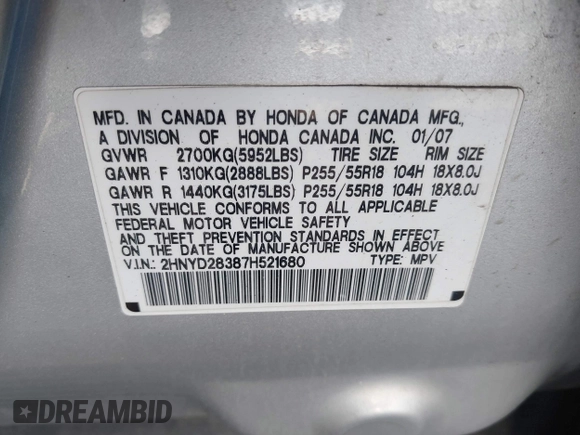 MFD. IN CANADA BY HONDA OF CANADA MFG.,
A DIVISION OF HONDA CANADA INC. 01/07
GVWR 2700KG(5952LBS) TIRE SIZE RIM SIZE
GAWR F 1310KG(2888LBS) P255/55R18 104H 18X8.0J
GAWR R 1440KG(3175LBS) P255/55R18 104H 18X8.0J
THIS VEHICLE CONFORMS TO ALL APPLICABLE
FEDERAL MOTOR VEHICLE SAFETY
AND THEFT PREVENTION STANDARDS IN EFFECT
ON THE DATE OF MANUFACTURE SHOWN ABOVE
V.I.N.: 2HNYD28387H521680 TYPE: MPV
DREAMBID